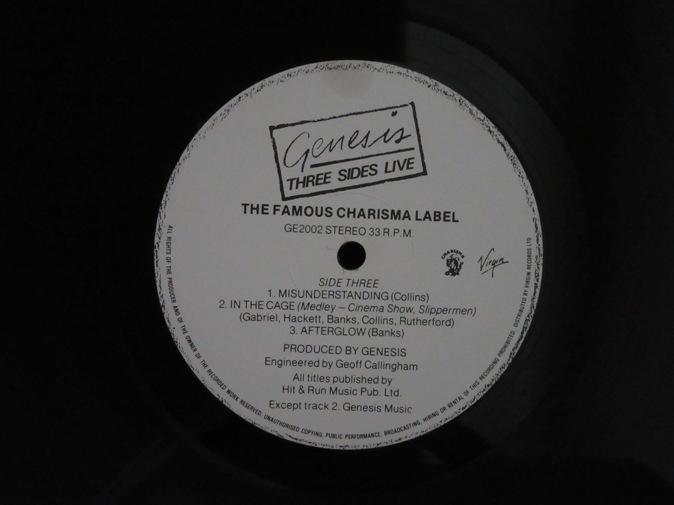 Genesis
THREE SIDES LIVE
THE FAMOUS CHARISMA LABEL
GE2002 STEREO 33 R.P.M.
CHARISMA
Virgin
SIDE THREE
1. MISUNDERSTANDING (Collins)
2. IN THE CAGE (Medley – Cinema Show, Slippermen)
(Gabriel, Hackett, Banks, Collins, Rutherford)
3. AFTERGLOW (Banks)
PRODUCED BY GENESIS
Engineered by Geoff Callingham
All titles published by
Hit & Run Music Pub. Ltd.
Except track 2. Genesis Music
ALL RIGHTS OF THE PRODUCER AND OF THE OWNER OF THE RECORDED WORK RESERVED. UNAUTHORISED COPYING, PUBLIC PERFORMANCE, BROADCASTING, HIRING OR RENTAL OF THIS RECORDING PROHIBITED. DISTRIBUTED BY VIRGIN RECORDS LTD